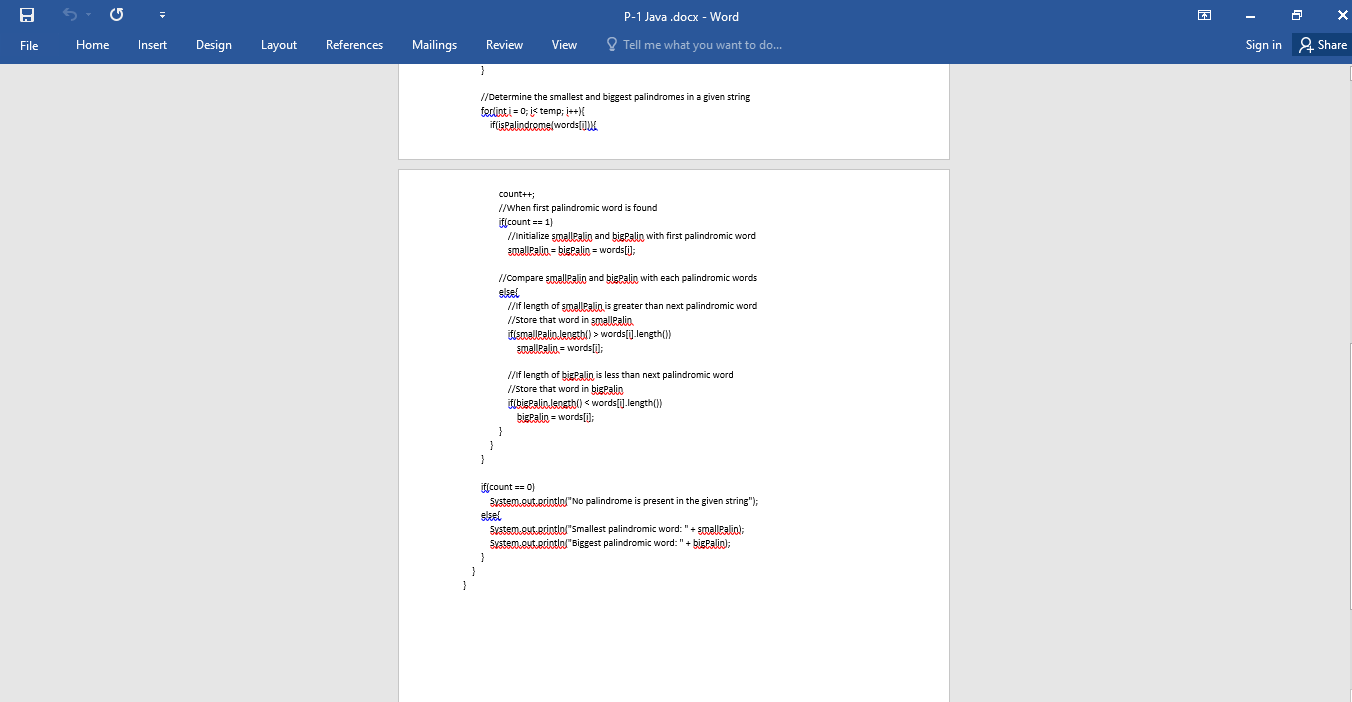 P-1 Java .docx - Word
File Home Insert Design Layout References Mailings Review View Tell me what you want to do... Sign in Share
}
//Determine the smallest and biggest palindromes in a given string
for(int i = 0; i< temp; i++){
if(isPalindrome(words[i])){
count++;
//When first palindromic word is found
if(count == 1)
//Initialize smallPalin and bigPalin with first palindromic word
smallPalin = bigPalin = words[i];
//Compare smallPalin and bigPalin with each palindromic words
else{
//If length of smallPalin is greater than next palindromic word
//Store that word in smallPalin
if(smallPalin.length() > words[i].length())
smallPalin = words[i];
//If length of bigPalin is less than next palindromic word
//Store that word in bigPalin
if(bigPalin.length() < words[i].length())
bigPalin = words[i];
}
}
}
if(count == 0)
System.out.println("No palindrome is present in the given string");
else{
System.out.println("Smallest palindromic word: " + smallPalin);
System.out.println("Biggest palindromic word: " + bigPalin);
}
}
}